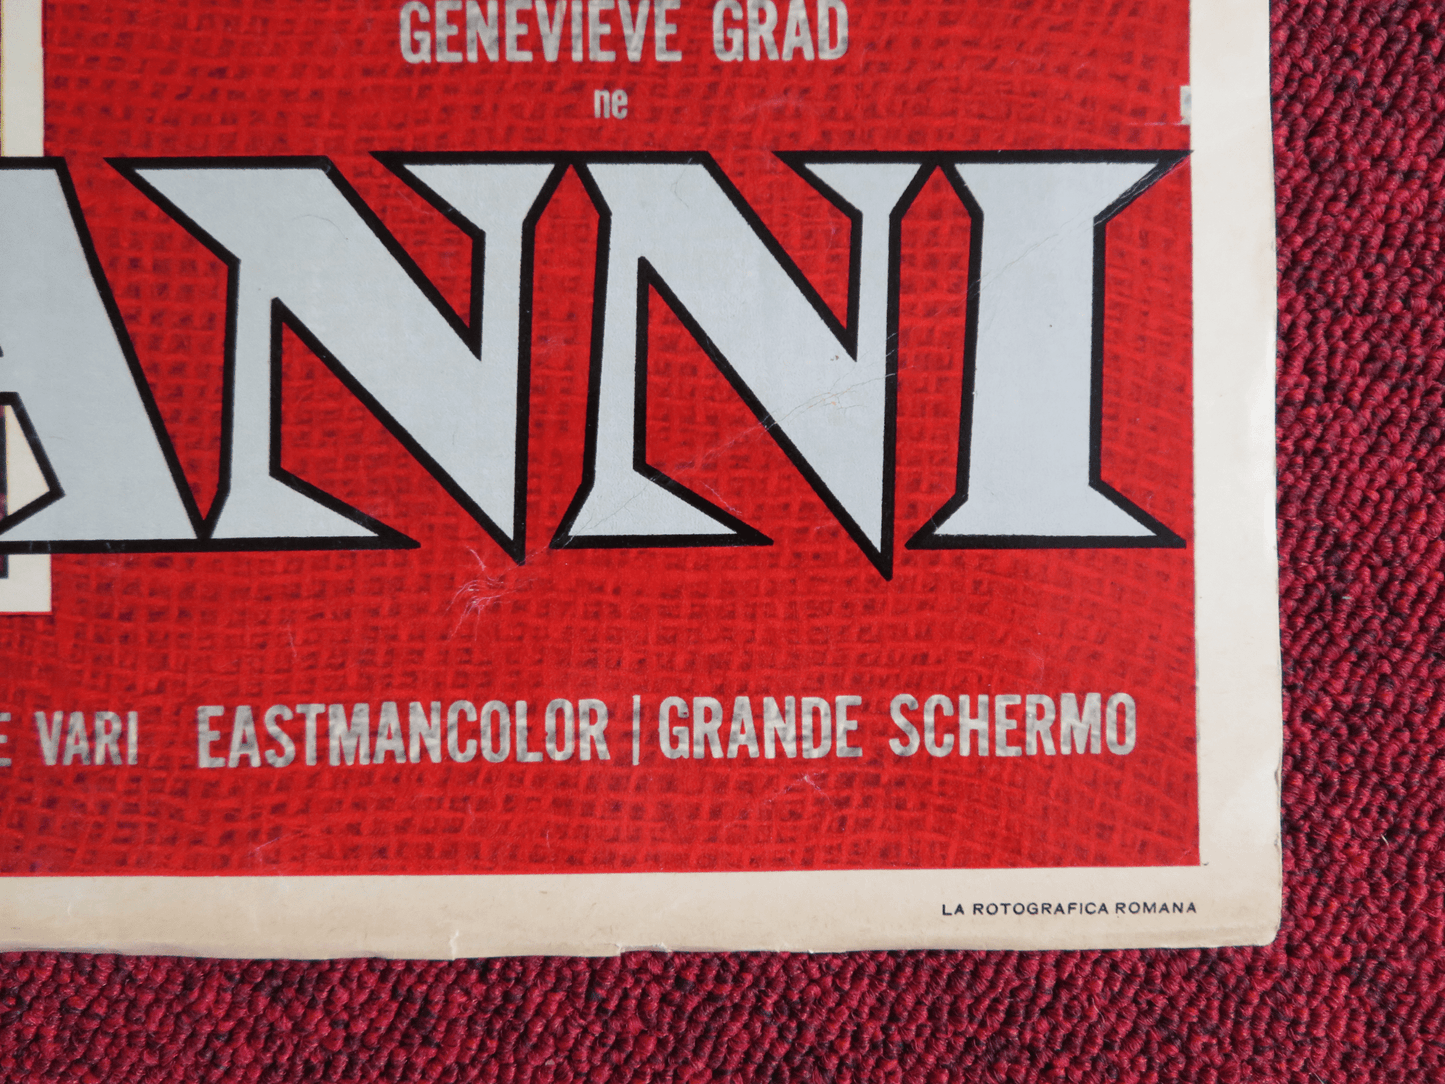 GENEVIEVE GRAD
ne
ANNI
E VARI EASTMANCOLOR | GRANDE SCHERMO
LA ROTOGRAFICA ROMANA